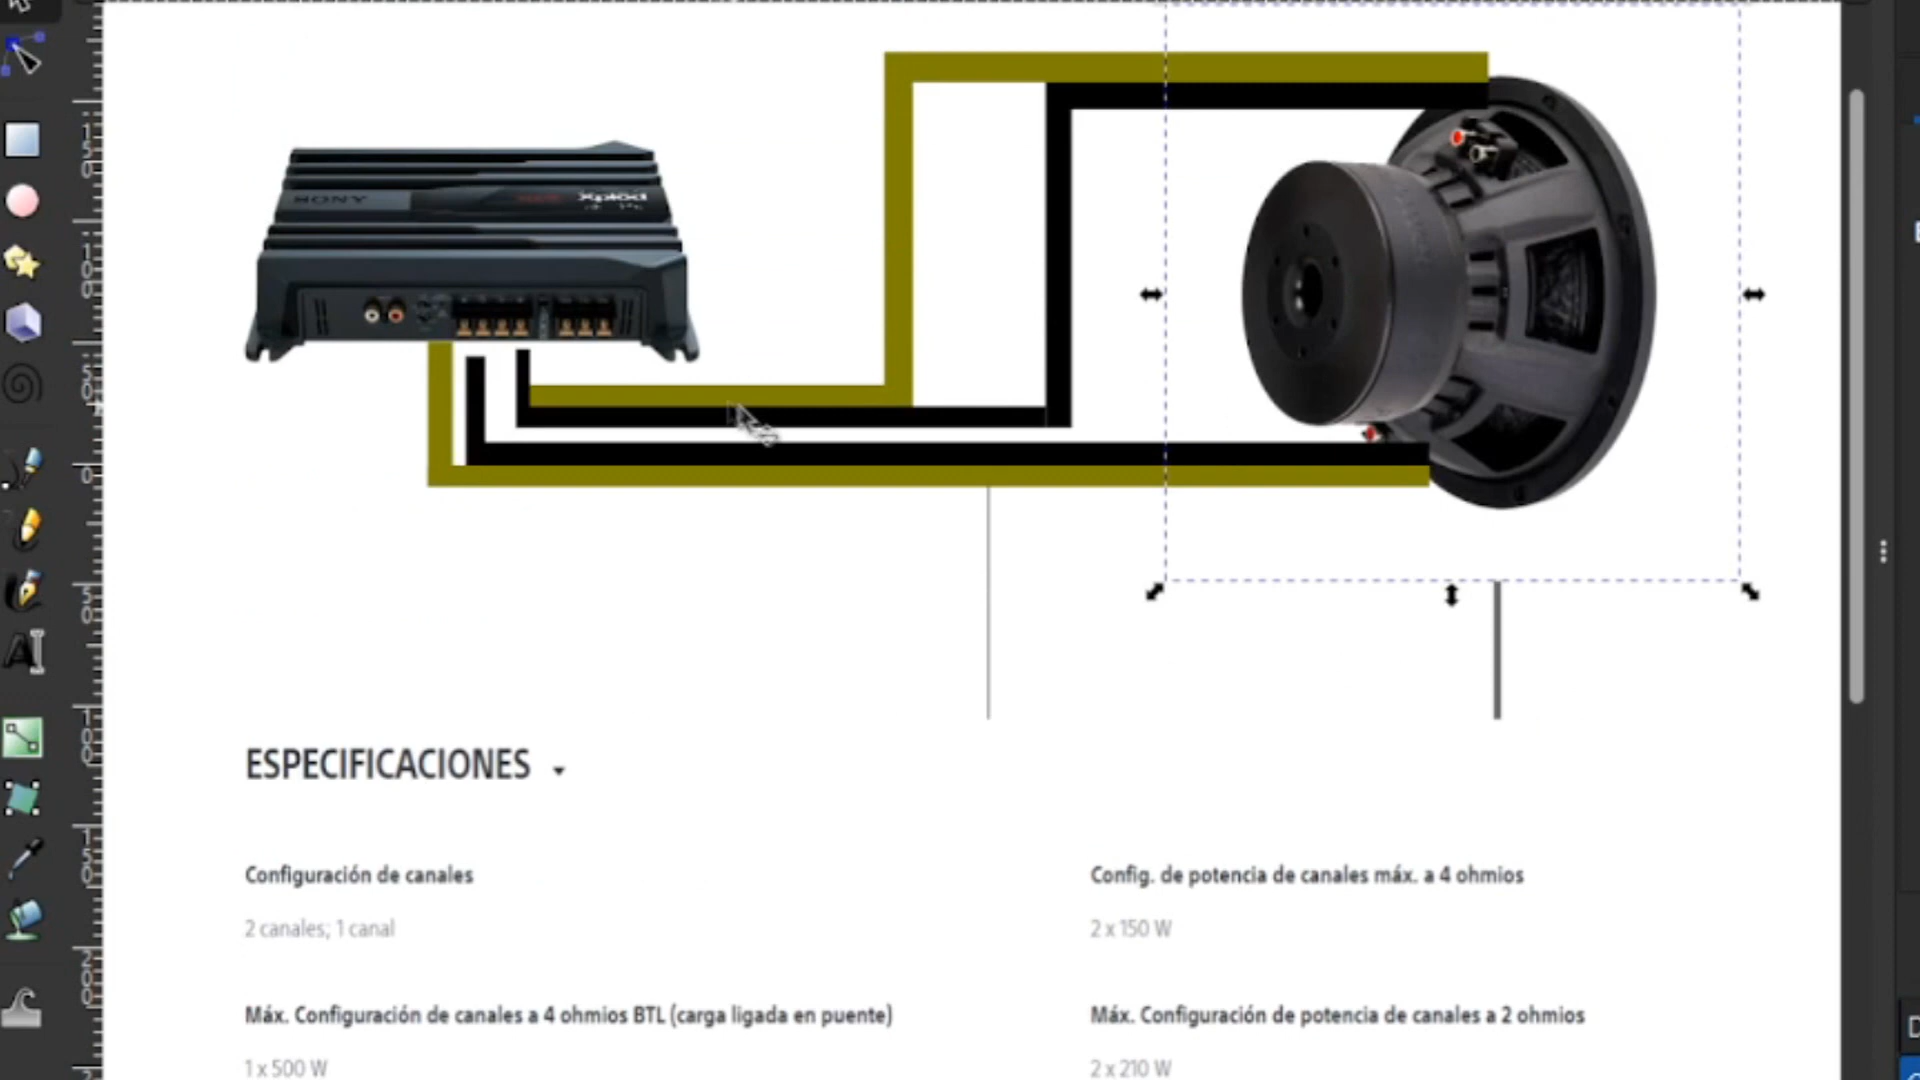 SONY
Xplod
ESPECIFICACIONES
Configuración de canales
Config. de potencia de canales máx. a 4 ohmios
2 canales; 1 canal
2 x 150 W
Máx. Configuración de canales a 4 ohmios BTL (carga ligada en puente)
Máx. Configuración de potencia de canales a 2 ohmios
1 x 500 W
2 x 210 W